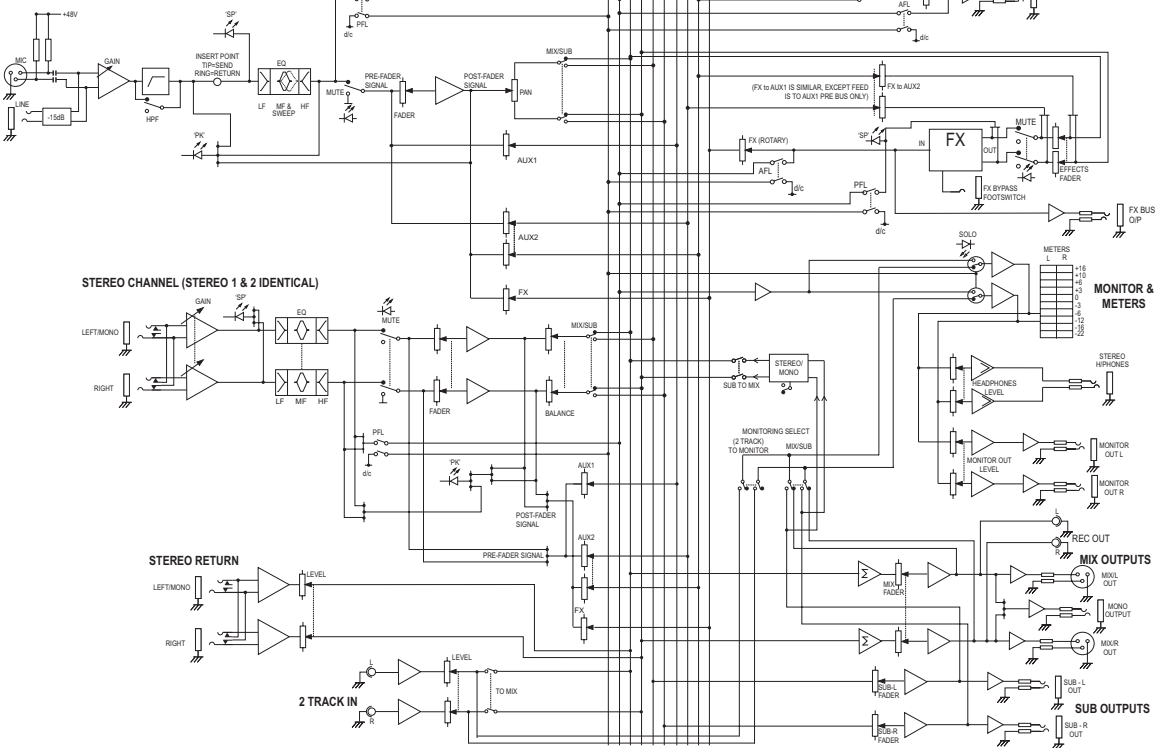 +48V
'SP'
PFL
d/c
AFL
d/c
MIC
GAIN
INSERT POINT
TIP=SEND
RING=RETURN
EQ
LF MF & HF
SWEEP
MUTE
PRE-FADER
SIGNAL
FADER
POST-FADER
SIGNAL
PAN
MIX/SUB
LINE
-15dB
HPF
'PK'
AUX1
AUX2
FX
(FX to AUX1 IS SIMILAR, EXCEPT FEED
IS TO AUX1 PRE BUS ONLY)
FX to AUX2
FX (ROTARY)
AFL
d/c
'SP'
IN
FX
OUT
MUTE
EFFECTS
FADER
PFL
d/c
FX BYPASS
FOOTSWITCH
FX BUS
O/P
SOLO
METERS
L R
+16
+10
+6
+3
0
-3
-6
-12
-16
-22
MONITOR &
METERS
STEREO CHANNEL (STEREO 1 & 2 IDENTICAL)
GAIN
'SP'
EQ
MUTE
MIX/SUB
LEFT/MONO
RIGHT
LF MF HF
FADER
BALANCE
PFL
d/c
'PK'
POST-FADER
SIGNAL
PRE-FADER SIGNAL
AUX1
AUX2
FX
SUB TO MIX
STEREO/
MONO
MONITORING SELECT
(2 TRACK) MIX/SUB
TO MONITOR
STEREO
H/PHONES
HEADPHONES
LEVEL
MONITOR OUT
LEVEL
MONITOR
OUT L
MONITOR
OUT R
L
REC OUT
R
STEREO RETURN
LEFT/MONO
LEVEL
RIGHT
MIX OUTPUTS
Σ
MIX
FADER
MIX/L
OUT
MONO
OUTPUT
Σ
MIX/R
OUT
2 TRACK IN
L
LEVEL
TO MIX
R
SUB-L
FADER
SUB - L
OUT
SUB OUTPUTS
SUB-R
FADER
SUB - R
OUT